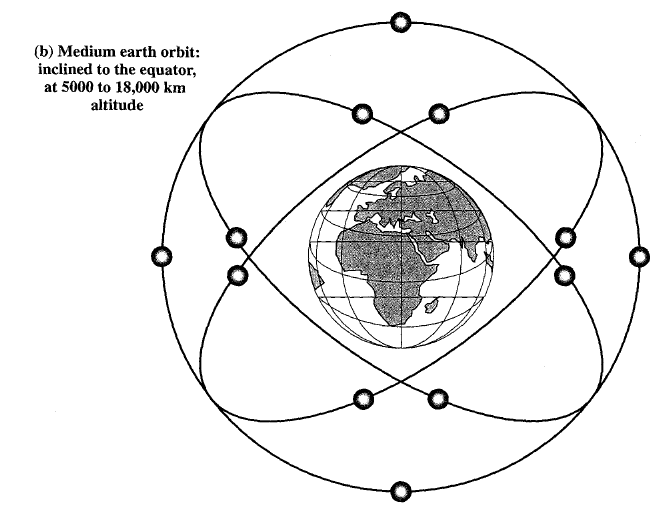 (b) Medium earth orbit:
inclined to the equator,
at 5000 to 18,000 km
altitude